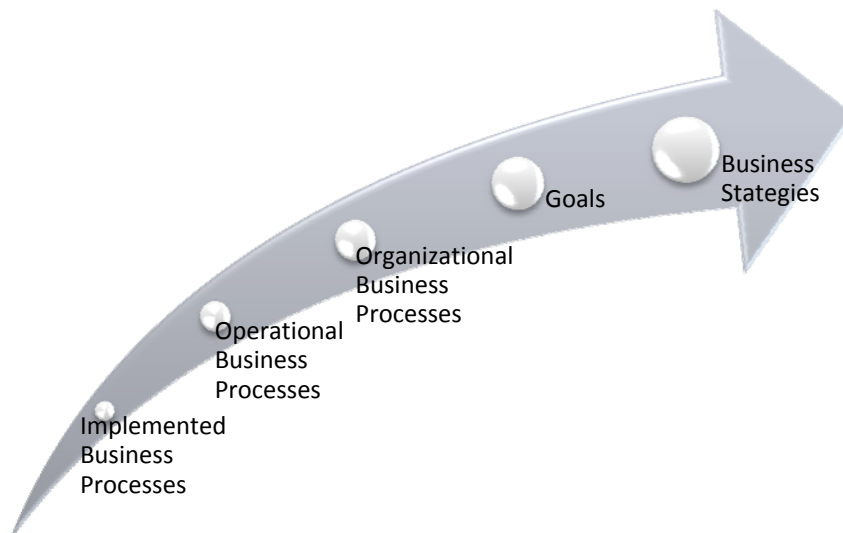 Business
Stategies
Goals
Organizational
Business
Processes
Operational
Business
Processes
Implemented
Business
Processes